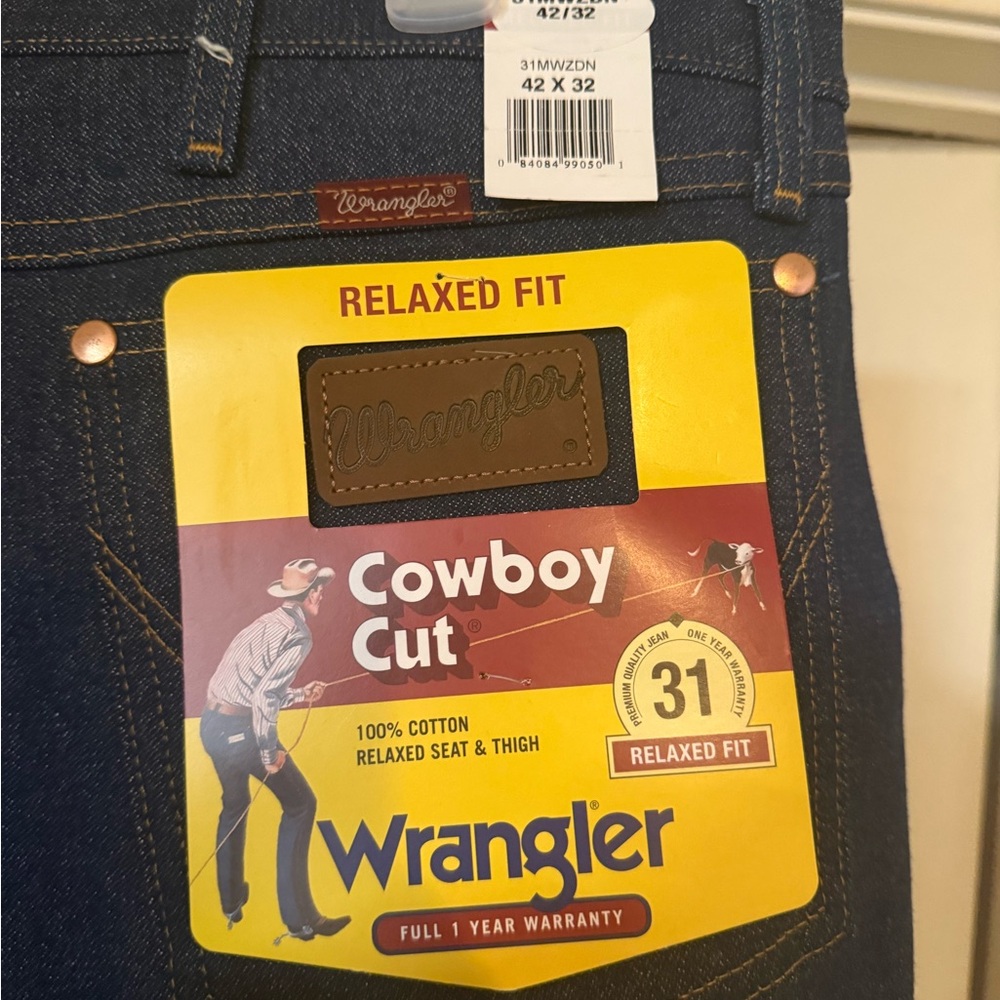 31MWZDN
42/32
31MWZDN
42 X 32
0 84084 99050 1
Wrangler®
RELAXED FIT
Wrangler®
Cowboy
Cut®
PREMIUM QUALITY JEAN ONE YEAR WARRANTY
31
RELAXED FIT
100% COTTON
RELAXED SEAT & THIGH
Wrangler®
FULL 1 YEAR WARRANTY